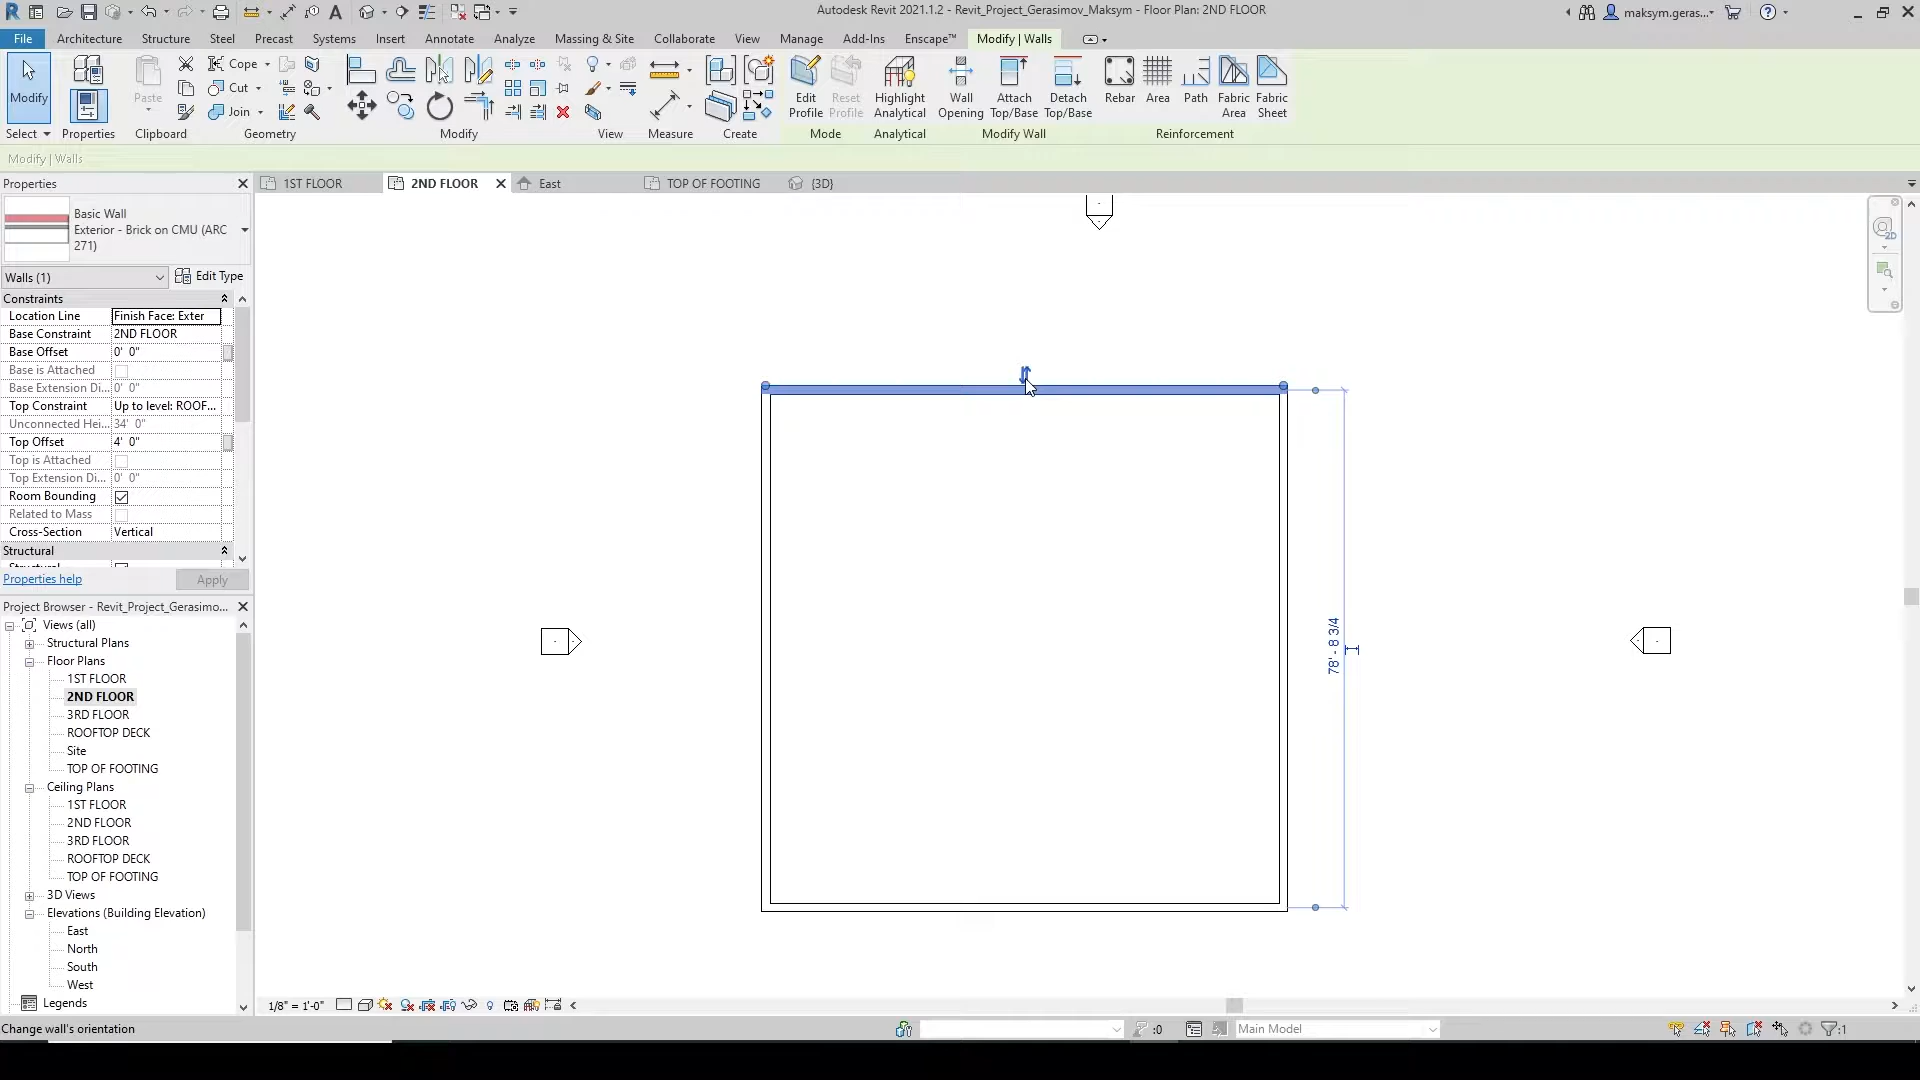 Autodesk Revit 2021.1.2 - Revit_Project_Gerasimov_Maksym - Floor Plan: 2ND FLOOR
maksym.geras...
File Architecture Structure Steel Precast Systems Insert Annotate Analyze Massing & Site Collaborate View Manage Add-Ins Enscape™ Modify | Walls
Modify
Paste
Cope
Cut
Join
Edit Profile
Reset Profile
Highlight Analytical
Wall Opening
Attach Top/Base
Detach Top/Base
Rebar
Area
Path
Fabric Area
Fabric Sheet
Select Properties Clipboard Geometry Modify View Measure Create Mode Analytical Modify Wall Reinforcement
Modify | Walls
Properties
1ST FLOOR
2ND FLOOR
East
TOP OF FOOTING
{3D}
Basic Wall
Exterior - Brick on CMU (ARC
271)
Walls (1)
Edit Type
Constraints
Location Line Finish Face: Exter
Base Constraint 2ND FLOOR
Base Offset 0' 0"
Base is Attached
Base Extension Di... 0' 0"
Top Constraint Up to level: ROOF...
Unconnected Hei... 34' 0"
Top Offset 4' 0"
Top is Attached
Top Extension Di... 0' 0"
Room Bounding
Related to Mass
Cross-Section Vertical
Structural
Properties help
Apply
Project Browser - Revit_Project_Gerasimo...
Views (all)
Structural Plans
Floor Plans
1ST FLOOR
2ND FLOOR
3RD FLOOR
ROOFTOP DECK
Site
TOP OF FOOTING
Ceiling Plans
1ST FLOOR
2ND FLOOR
3RD FLOOR
ROOFTOP DECK
TOP OF FOOTING
3D Views
Elevations (Building Elevation)
East
North
South
West
Legends
78' - 8 3/4
2D
1/8" = 1'-0"
Change wall's orientation
:0
Main Model
:1